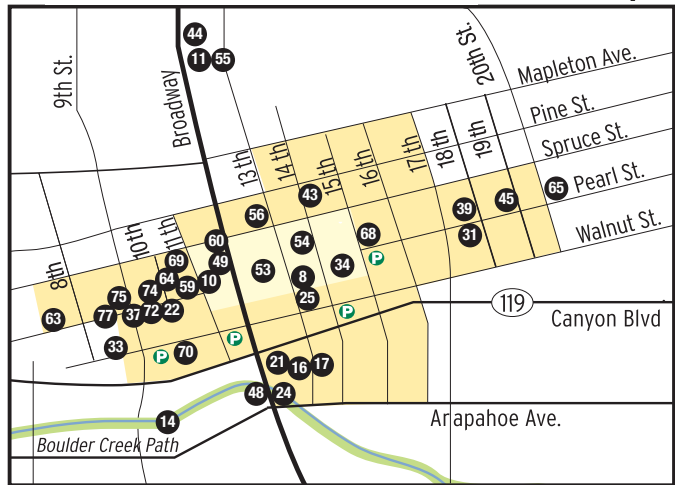 44
11
55
9th St.
Broadway
20th St.
Mapleton Ave.
Pine St.
Spruce St.
Pearl St.
Walnut St.
13th
14th
15th
16th
17th
18th
19th
43
56
39
45
65
31
8th
10th
11th
60
49
69
64
59
10
54
53
8
25
34
68
P
75
74
63
77
37
72
22
33
P
70
P
P
119
Canyon Blvd
21
16
17
48
24
14
Arapahoe Ave.
Boulder Creek Path